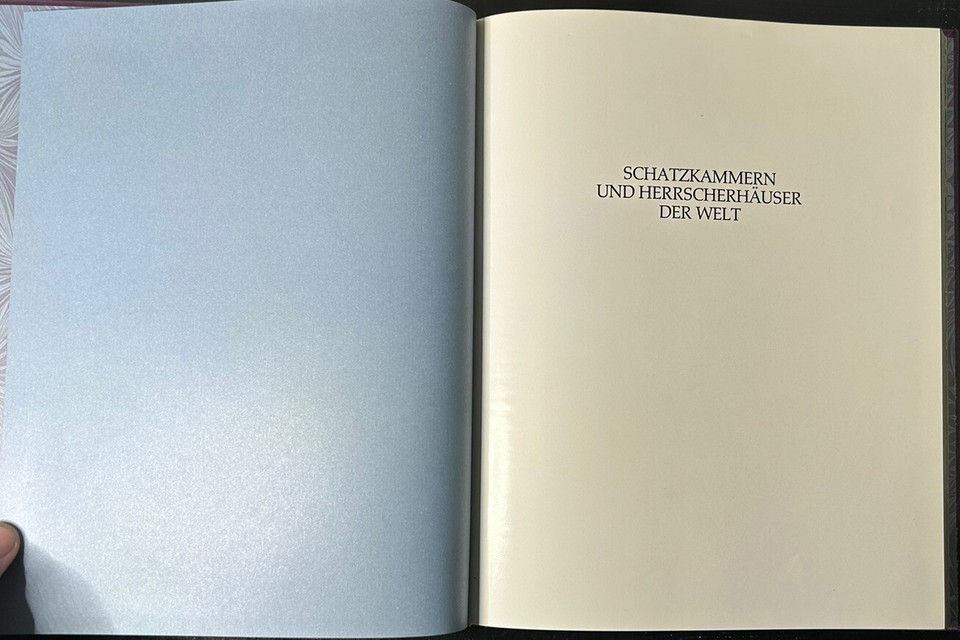 SCHATZKAMMERN
UND HERRSCHERHÄUSER
DER WELT